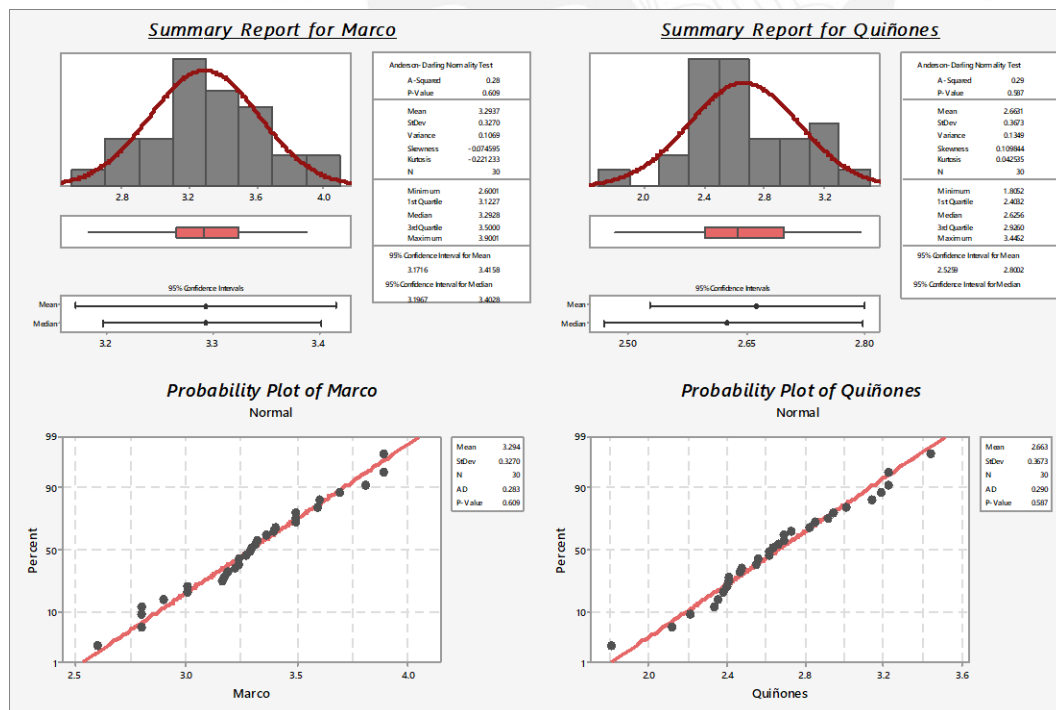 Summary Report for Marco
Anderson-Darling Normality Test
A-Squared 0.28
P-Value 0.609
Mean 3.2937
StDev 0.3270
Variance 0.1069
Skewness -0.074595
Kurtosis -0.221233
N 30
Minimum 2.6001
1st Quartile 3.1227
Median 3.2928
3rd Quartile 3.5000
Maximum 3.9001
95% Confidence Interval for Mean
3.1716 3.4158
95% Confidence Interval for Median
3.1967 3.4028
2.8 3.2 3.6 4.0
95% Confidence Intervals
Mean
Median
3.2 3.3 3.4
Summary Report for Quiñones
Anderson-Darling Normality Test
A-Squared 0.29
P-Value 0.587
Mean 2.6631
StDev 0.3673
Variance 0.1349
Skewness 0.109844
Kurtosis 0.042535
N 30
Minimum 1.8052
1st Quartile 2.4032
Median 2.6256
3rd Quartile 2.9260
Maximum 3.4452
95% Confidence Interval for Mean
2.5259 2.8002
95% Confidence Interval for Median
2.0 2.4 2.8 3.2
95% Confidence Intervals
Mean
Median
2.50 2.65 2.80
Probability Plot of Marco
Normal
99
90
50
10
1
Percent
2.5 3.0 3.5 4.0
Marco
Mean 3.294
StDev 0.3270
N 30
AD 0.283
P-Value 0.609
Probability Plot of Quiñones
Normal
99
90
50
10
1
Percent
2.0 2.4 2.8 3.2 3.6
Quiñones
Mean 2.663
StDev 0.3673
N 30
AD 0.290
P-Value 0.587